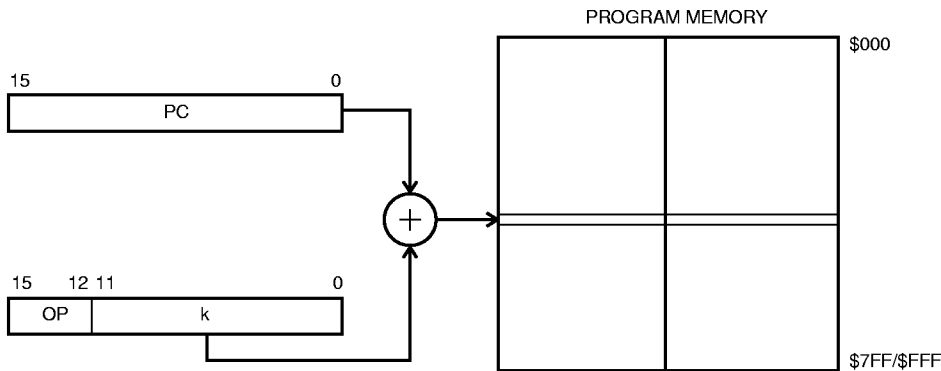 PROGRAM MEMORY
$000
15 0
PC
+
15 12 11 0
OP k
$7FF/$FFF